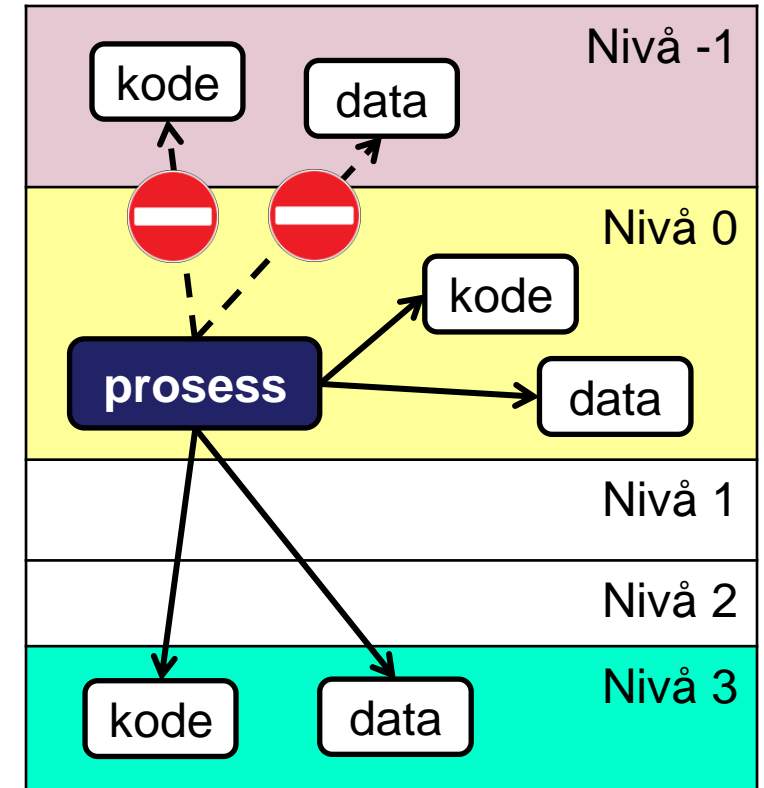 Nivå -1
kode
data
Nivå 0
kode
prosess
data
Nivå 1
Nivå 2
Nivå 3
kode
data